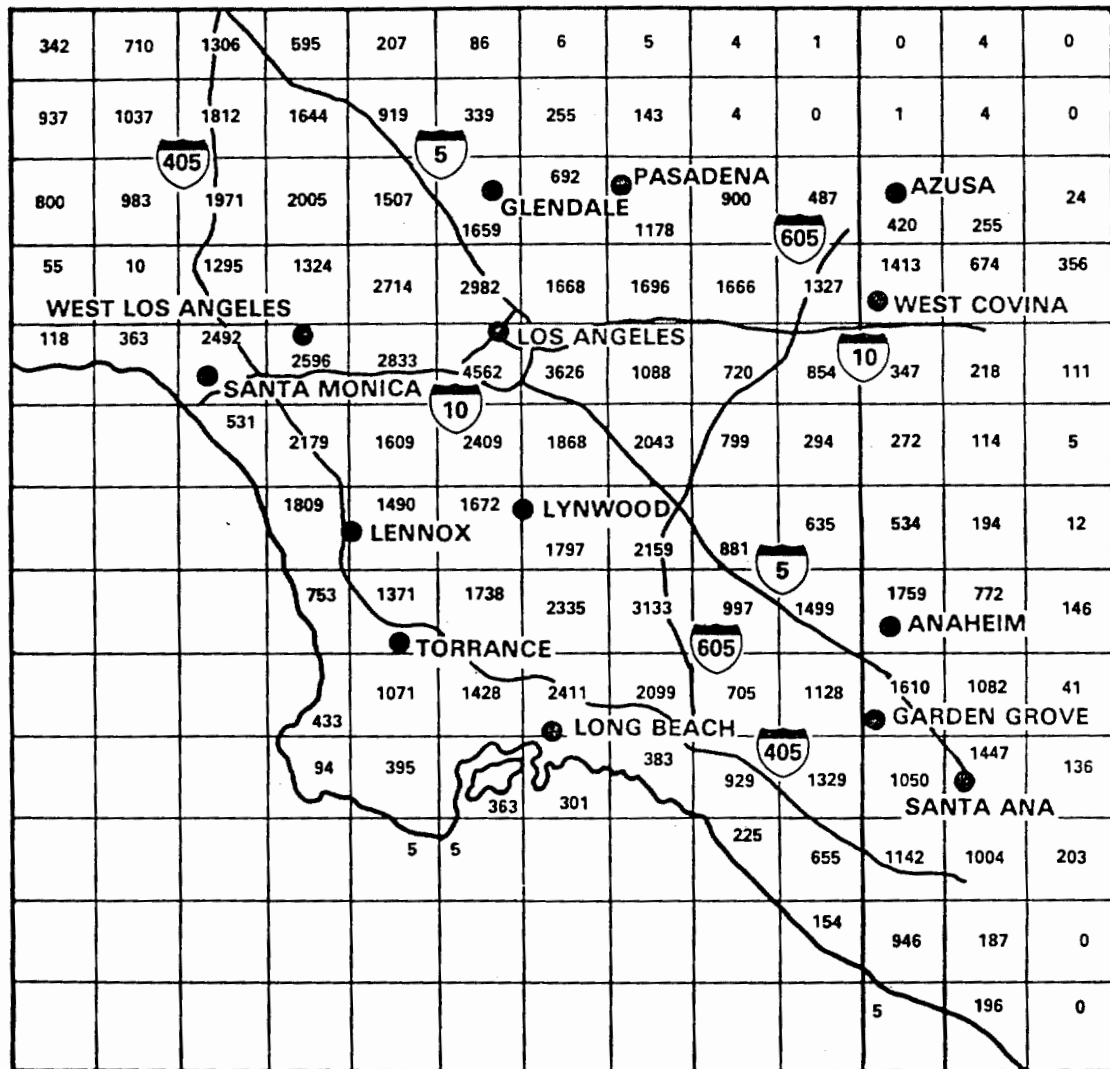 342 710 1306 595 207 86 6 5 4 1 0 4 0
937 1037 1812 1644 919 339 255 143 4 0 1 4 0
405 5
692 PASADENA
800 983 1971 2005 1507 GLENDALE 900 487 AZUSA 24
1659 1178 605 420 255
55 10 1295 1324 1413 674 356
2714 2982 1668 1696 1666 1327
WEST LOS ANGELES WEST COVINA
118 363 2492 LOS ANGELES
2596 2833 4562 3626 1088 720 854 10 347 218 111
SANTA MONICA 10
531
2179 1609 2409 1868 2043 799 294 272 114 5
1809 1490 1672 LYNWOOD
LENNOX 635 534 194 12
1797 2159 881
5
753 1371 1738 1759 772
2335 3133 997 1499 146
ANAHEIM
TORRANCE 605
1071 1428 2411 2099 705 1128 1610 1082 41
433 GARDEN GROVE
LONG BEACH 405
383 1447
94 395 929 1329 1050 136
363 301 SANTA ANA
225
5 5 655 1142 1004 203
154
946 187 0
5 196 0